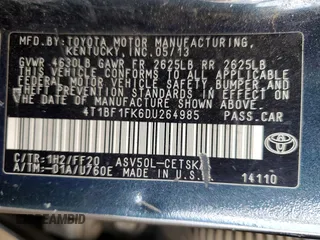 MFD. BY: TOYOTA MOTOR MANUFACTURING,
KENTUCKY, INC. 05/13
GVWR 4630LB GAWR FR 2625LB RR 2625LB
THIS VEHICLE CONFORMS TO ALL APPLICABLE
FEDERAL MOTOR VEHICLE SAFETY, BUMPER, AND
THEFT PREVENTION STANDARDS IN EFFECT ON
THE DATE OF MANUFACTURE SHOWN ABOVE.
4T1BF1FK6DU264985 PASS.CAR
C/TR:1H2/FF20 ASV50L-CETSKA
A/TM:-01A/U760E MADE IN U.S.A.
TOYOTA
14110